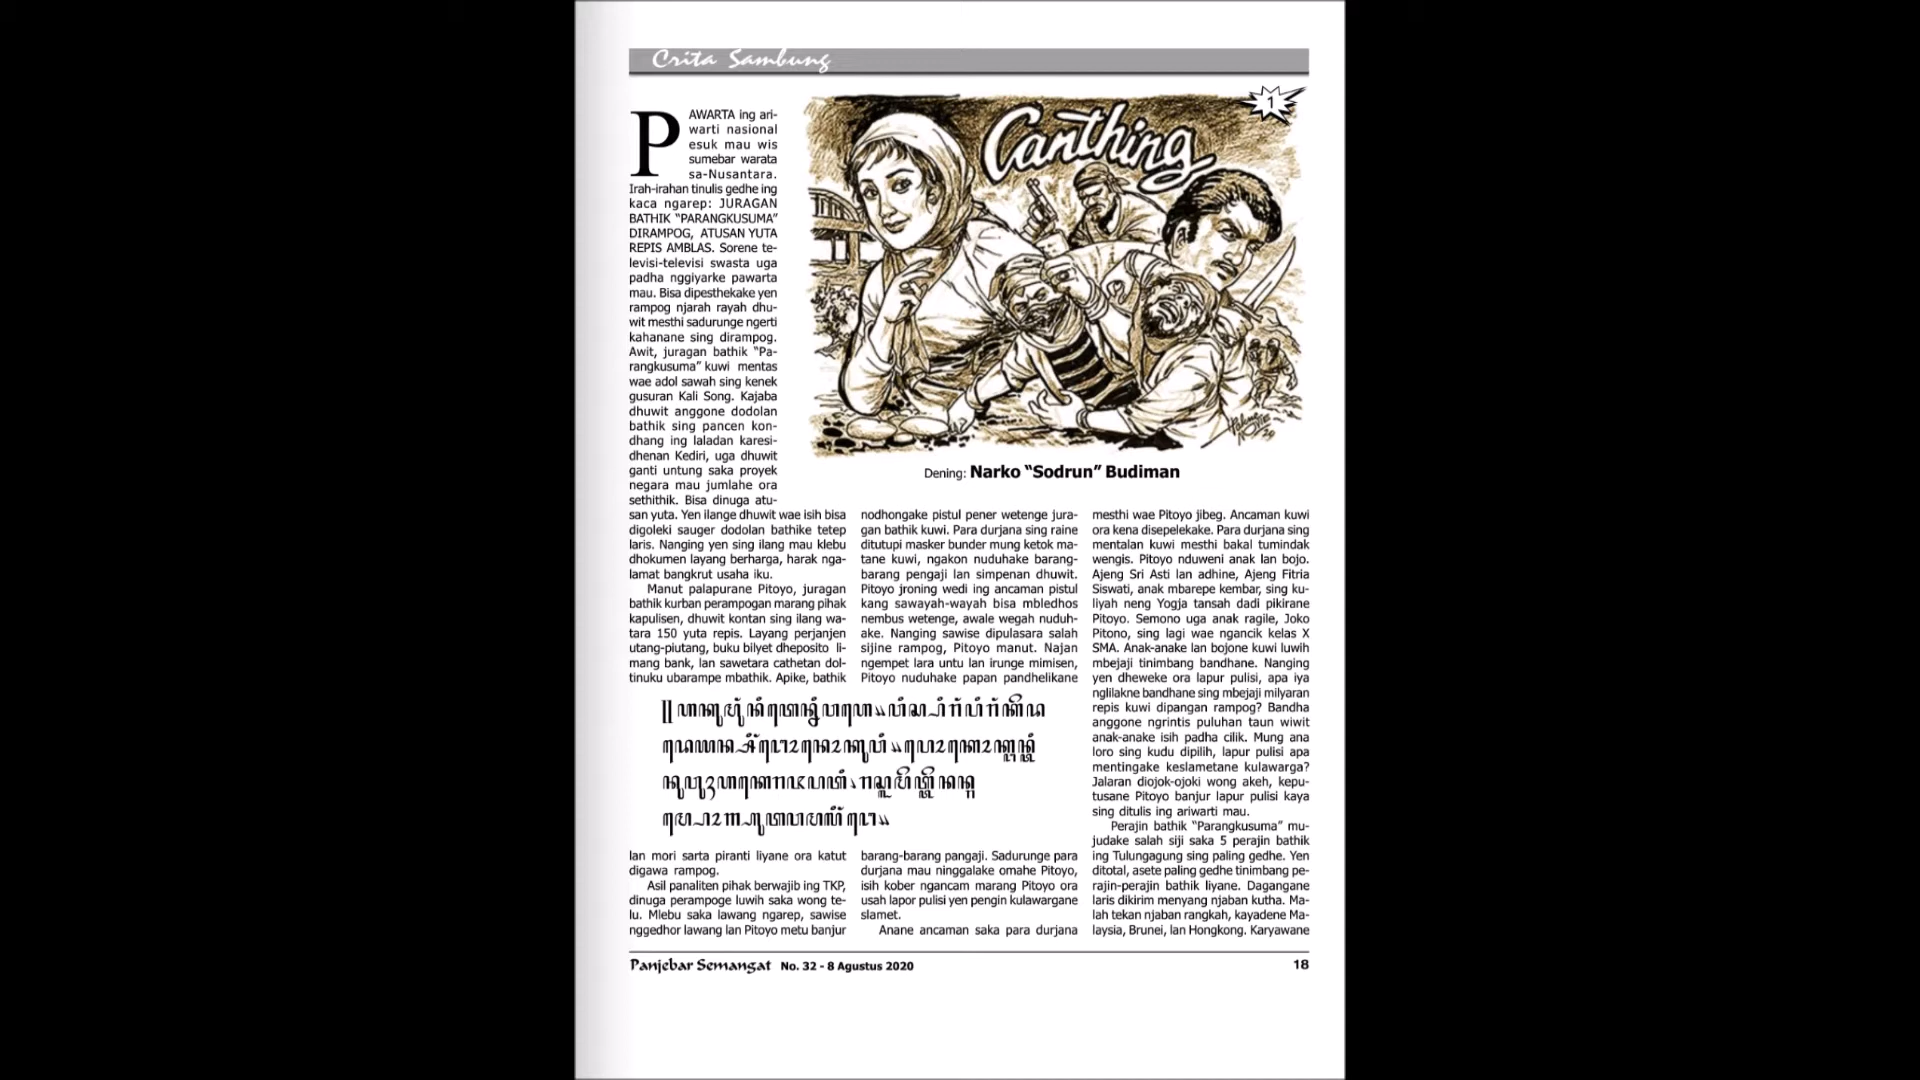 Crita Sambung
1
Canthing
Dening: Narko “Sodrun” Budiman
PAWARTA ing ari-
warti nasional
esuk mau wis
sumebar warata
sa-Nusantara.
Irah-irahan tinulis gedhe ing
kaca ngarep: JURAGAN
BATHIK “PARANGKUSUMA”
DIRAMPOG, ATUSAN YUTA
REPIS AMBLAS. Sorene te-
levisi-televisi swasta uga
padha nggiyarke pawarta
mau. Bisa dipesthekake yen
rampog njarah rayah dhu-
wit mesthi sadurunge ngerti
kahanane sing dirampog.
Awit, juragan bathik “Pa-
rangkusuma” kuwi mentas
wae adol sawah sing kenek
gusuran Kali Song. Kajaba
dhuwit anggone dodolan
bathik sing pancen kon-
dhang ing laladan karesi-
dhenan Kediri, uga dhuwit
ganti untung saka proyek
negara mau jumlahe ora
sethithik. Bisa dinuga atu-
san yuta. Yen ilange dhuwit wae isih bisa
digoleki sauger dodolan bathike tetep
laris. Nanging yen sing ilang mau klebu
dhokumen layang berharga, harak nga-
lamat bangkrut usaha iku.
Manut palapurane Pitoyo, juragan
bathik kurban perampogan marang pihak
kapulisen, dhuwit kontan sing ilang wa-
tara 150 yuta repis. Layang perjanjen
utang-piutang, buku bilyet dheposito li-
mang bank, lan sawetara cathetan dol-
tinuku ubarampe mbathik. Apike, bathik
lan mori sarta piranti liyane ora katut
digawa rampog.
Asil panaliten pihak berwajib ing TKP,
dinuga perampoge luwih saka wong te-
lu. Mlebu saka lawang ngarep, sawise
nggedhor lawang lan Pitoyo metu banjur
nodhongake pistul pener wetenge jura-
gan bathik kuwi. Para durjana sing raine
ditutupi masker bunder mung ketok ma-
tane kuwi, ngakon nuduhake barang-
barang pengaji lan simpenan dhuwit.
Pitoyo jroning wedi ing ancaman pistul
kang sawayah-wayah bisa mbledhos
nembus wetenge, awale wegah nuduh-
ake. Nanging sawise dipulasara salah
sijine rampog, Pitoyo manut. Najan
ngempet lara untu lan irunge mimisen,
Pitoyo nuduhake papan pandhelikane
barang-barang pangaji. Sadurunge para
durjana mau ninggalake omahe Pitoyo,
isih kober ngancam marang Pitoyo ora
usah lapor pulisi yen pengin kulawargane
slamet.
Anane ancaman saka para durjana
mesthi wae Pitoyo jibeg. Ancaman kuwi
ora kena disepelekake. Para durjana sing
mentalan kuwi mesthi bakal tumindak
wengis. Pitoyo nduweni anak lan bojo.
Ajeng Sri Asti lan adhine, Ajeng Fitria
Siswati, anak mbarepe kembar, sing ku-
liyah neng Yogja tansah dadi pikirane
Pitoyo. Semono uga anak ragile, Joko
Pitono, sing lagi wae ngancik kelas X
SMA. Anak-anake lan bojone kuwi luwih
mbejaji tinimbang bandhane. Nanging
yen dheweke ora lapur pulisi, apa iya
nglilakne bandhane sing mbejaji milyaran
repis kuwi dipangan rampog? Bandha
anggone ngrintis puluhan taun wiwit
anak-anake isih padha cilik. Mung ana
loro sing kudu dipilih, lapur pulisi apa
mentingake keslametane kulawarga?
Jalaran diojok-ojoki wong akeh, kepu-
tusane Pitoyo banjur lapur pulisi kaya
sing ditulis ing ariwarti mau.
Perajin bathik “Parangkusuma” mu-
judake salah siji saka 5 perajin bathik
ing Tulungagung sing paling gedhe. Yen
ditotal, asete paling gedhe tinimbang pe-
rajin-perajin bathik liyane. Dagangane
laris dikirim menyang njaban kutha. Ma-
lah tekan njaban rangkah, kayadene Ma-
laysia, Brunei, lan Hongkong. Karyawane
Panjebar Semangat No. 32 - 8 Agustus 2020
18